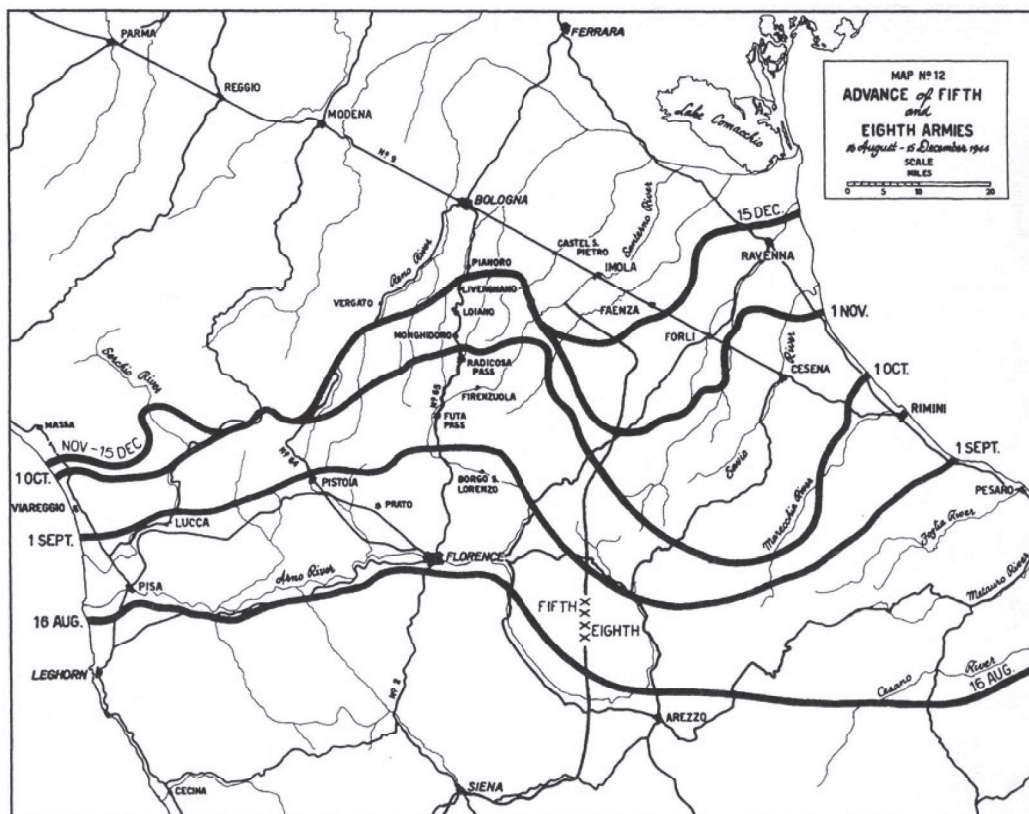 MAP Nº 12
ADVANCE of FIFTH
and
EIGHTH ARMIES
16 August - 15 December 1944
SCALE
MILES
0 10 20
PARMA
FERRARA
REGGIO
MODENA
Lake Comacchio
Nº 9
BOLOGNA
15 DEC.
Santerno River
CASTEL S.
PIETRO
RAVENNA
Reno River
PIANORO
IMOLA
LIVERGNANO
VERGATO
LOIANO
FAENZA
1 NOV.
MONGHIDORO
FORLI
River
Serchio River
RADICOSA
PASS
CESENA
1 OCT.
FIRENZUOLA
Nº 65
RIMINI
MASSA
FUTA
PASS
NOV - 15 DEC
1 SEPT.
Nº 64
Savio
1 OCT.
PISTOIA
BORGO S.
LORENZO
PESARO
VIAREGGIO
PRATO
Marecchia River
LUCCA
Foglia River
1 SEPT.
FLORENCE
Arno River
PISA
Metauro River
FIFTH
XXXX
EIGHTH
16 AUG.
LEGHORN
River
Cesano
16 AUG.
Nº 2
AREZZO
SIENA
CECINA